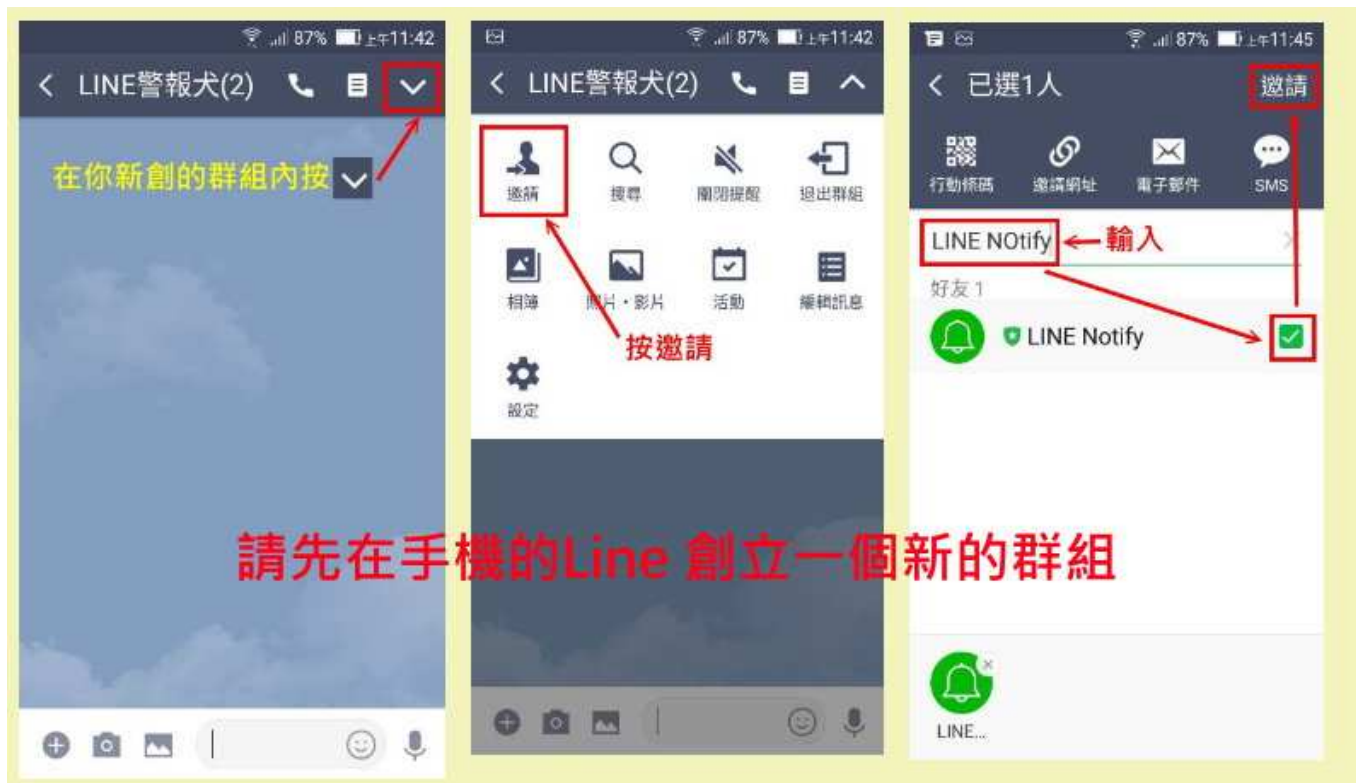 87% 上午11:42
LINE警報犬(2)
在你新創的群組內按
87% 上午11:42
LINE警報犬(2)
邀請 搜尋 關閉提醒 退出群組
相簿 照片・影片 活動 編輯訊息
按邀請
設定
87% 上午11:45
已選1人 邀請
行動條碼 邀請網址 電子郵件 SMS
LINE NOtify 輸入
好友 1
LINE Notify
LINE...
請先在手機的Line 創立一個新的群組